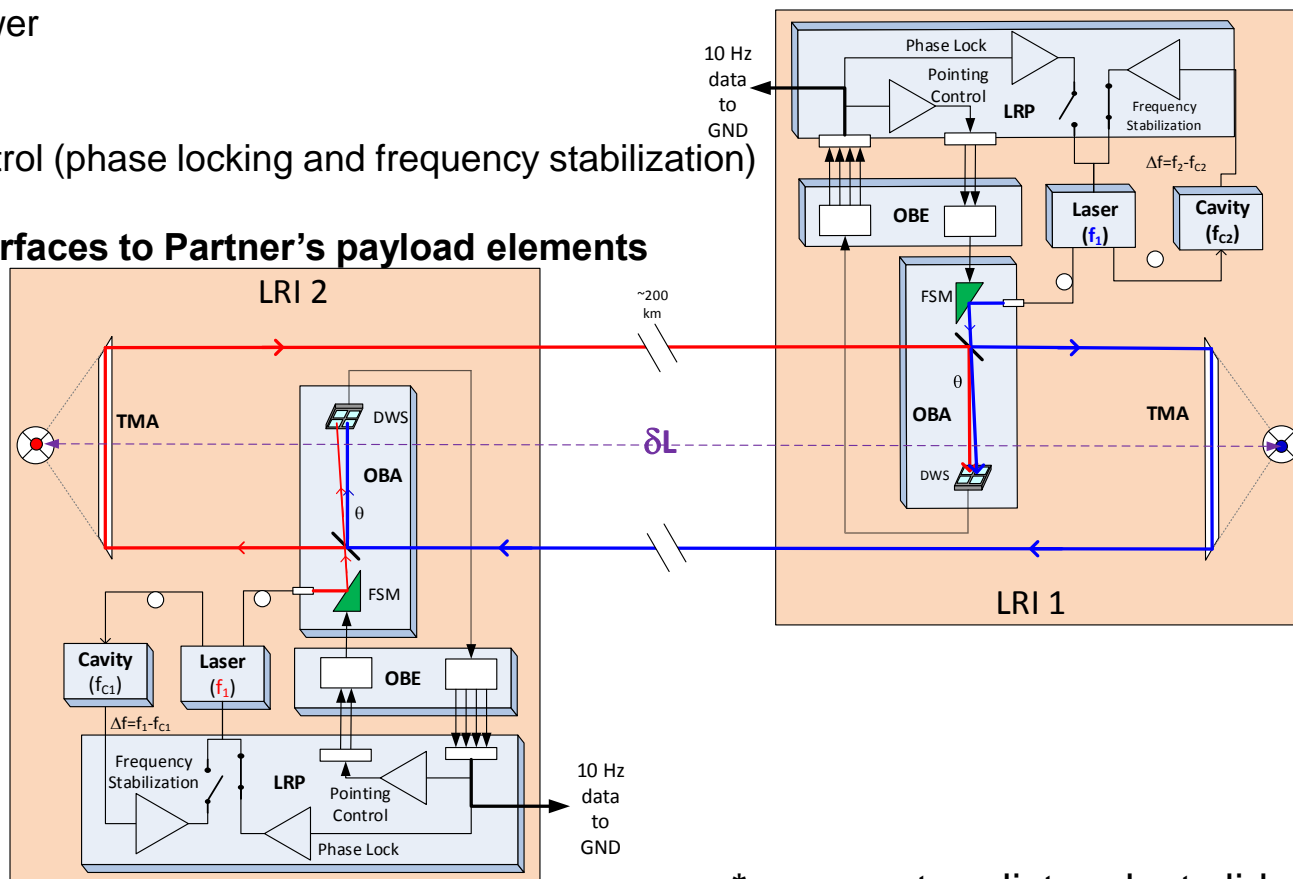 trol (phase locking and frequency stabilization)
rfaces to Partner's payload elements
10 Hz
data
to
GND
Phase Lock
Pointing
Control
LRP
Frequency
Stabilization
Δf=f2-fC2
OBE
Laser
(f1)
Cavity
(fC2)
FSM
θ
OBA
DWS
TMA
LRI 1
LRI 2
~200
km
TMA
DWS
OBA
θ
FSM
δL
Cavity
(fC1)
Laser
(f1)
OBE
Δf=f1-fC1
Frequency
Stabilization
LRP
Pointing
Control
Phase Lock
10 Hz
data
to
GND